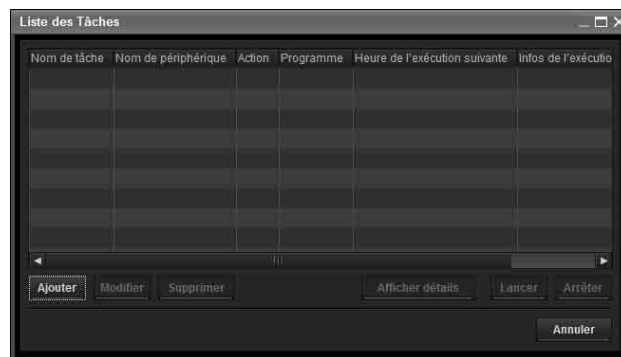 Liste des Tâches
Nom de tâche Nom de périphérique Action Programme Heure de l'exécution suivante Infos de l'exécutio
Ajouter Modifier Supprimer Afficher détails Lancer Arrêter
Annuler